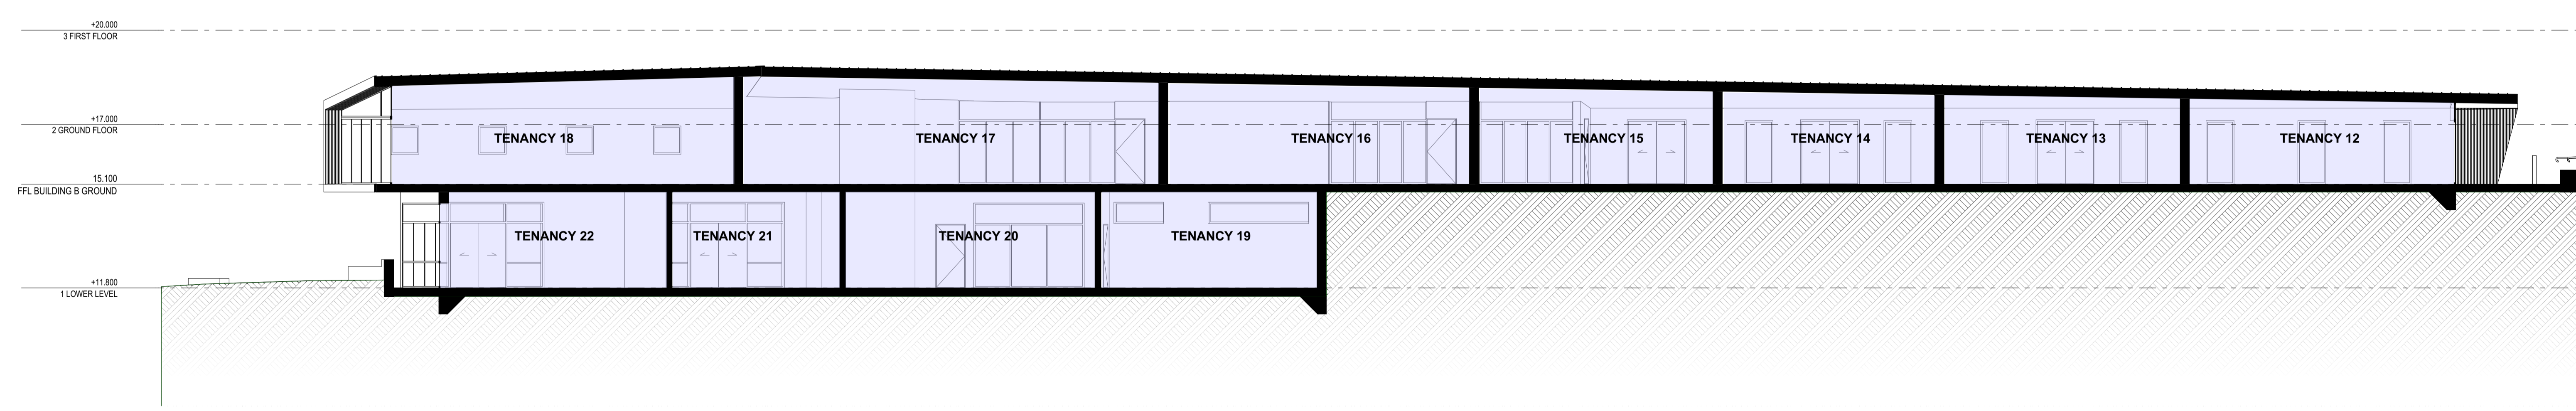 +20.000
3 FIRST FLOOR
+17.000
2 GROUND FLOOR
TENANCY 18
TENANCY 17
TENANCY 16
TENANCY 15
TENANCY 14
TENANCY 13
TENANCY 12
15.100
FFL BUILDING B GROUND
TENANCY 22
TENANCY 21
TENANCY 20
TENANCY 19
+11.800
1 LOWER LEVEL